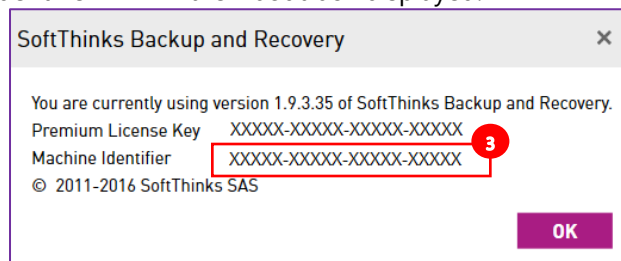 SoftThinks Backup and Recovery ×
You are currently using version 1.9.3.35 of SoftThinks Backup and Recovery.
Premium License Key XXXXX-XXXXX-XXXXX-XXXXX
Machine Identifier XXXXX-XXXXX-XXXXX-XXXXX
3
© 2011-2016 SoftThinks SAS
OK